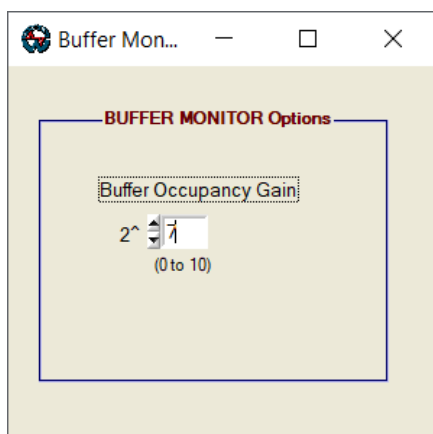 Buffer Mon...
BUFFER MONITOR Options
Buffer Occupancy Gain
2^ 7
(0 to 10)